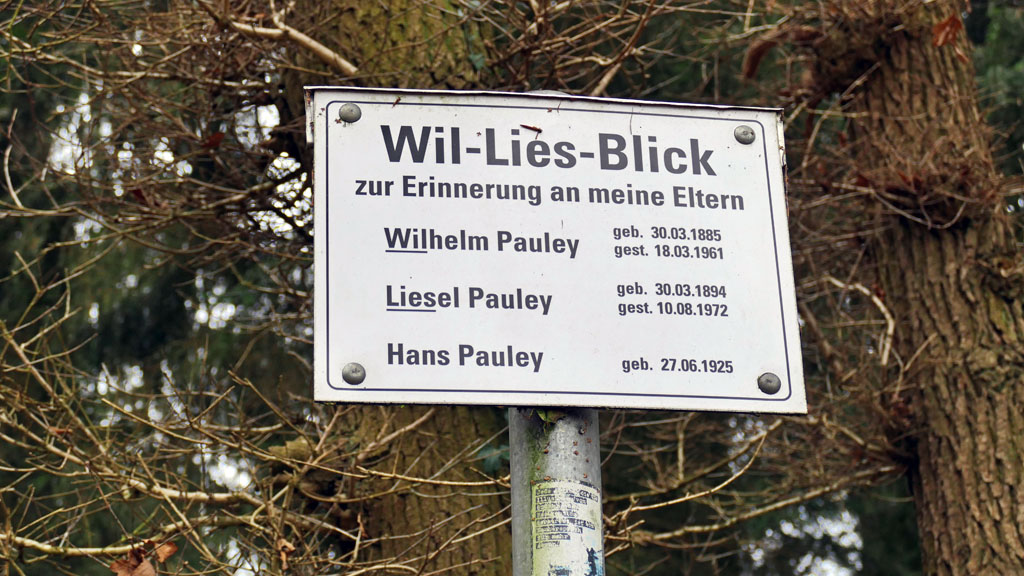 Wil-Lies-Blick
zur Erinnerung an meine Eltern
Wilhelm Pauley geb. 30.03.1885
gest. 18.03.1961
Liesel Pauley geb. 30.03.1894
gest. 10.08.1972
Hans Pauley geb. 27.06.1925